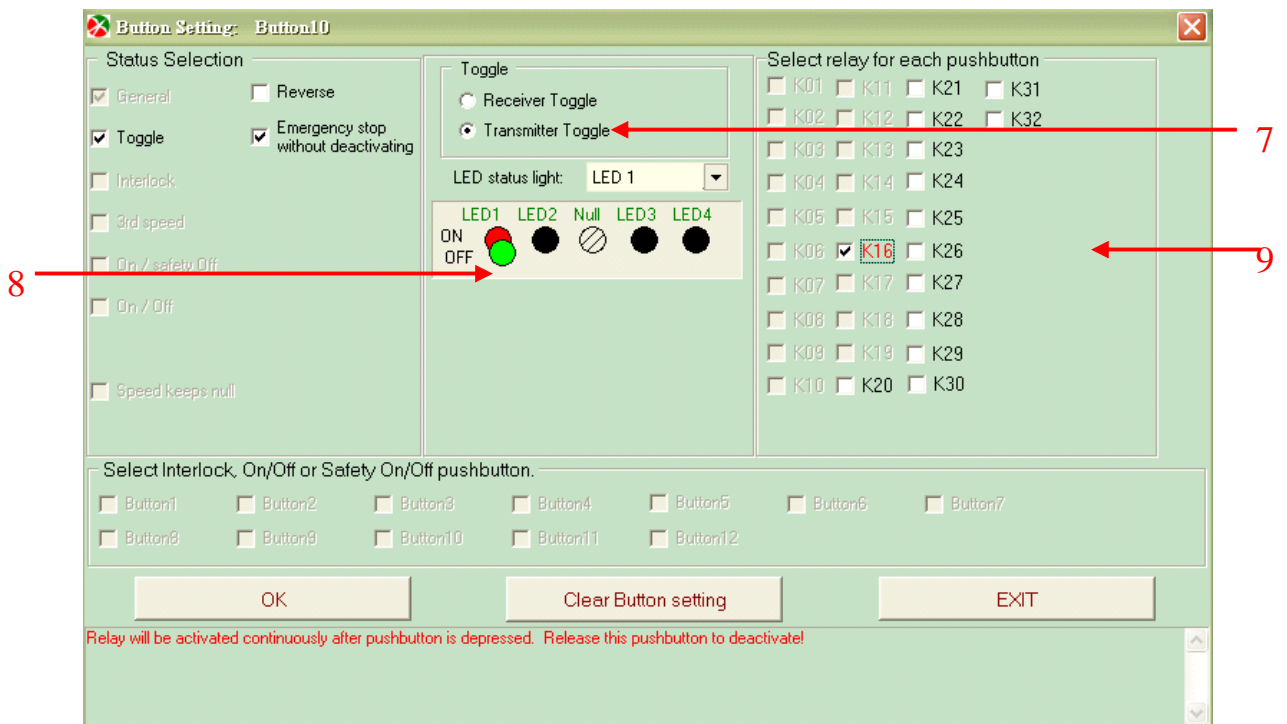 Button Setting: Button10
Status Selection
General
Reverse
Toggle
Emergency stop
without deactivating
Interlock
3rd speed
On / safety Off
On / Off
Speed keeps null
Toggle
Receiver Toggle
Transmitter Toggle
LED status light:
LED 1
LED1 LED2 Null LED3 LED4
ON
OFF
Select relay for each pushbutton
K01 K11 K21 K31
K02 K12 K22 K32
K03 K13 K23
K04 K14 K24
K05 K15 K25
K06 K16 K26
K07 K17 K27
K08 K18 K28
K09 K19 K29
K10 K20 K30
7
8
9
Select Interlock, On/Off or Safety On/Off pushbutton.
Button1 Button2 Button3 Button4 Button5 Button6 Button7
Button8 Button9 Button10 Button11 Button12
OK
Clear Button setting
EXIT
Relay will be activated continuously after pushbutton is depressed. Release this pushbutton to deactivate!